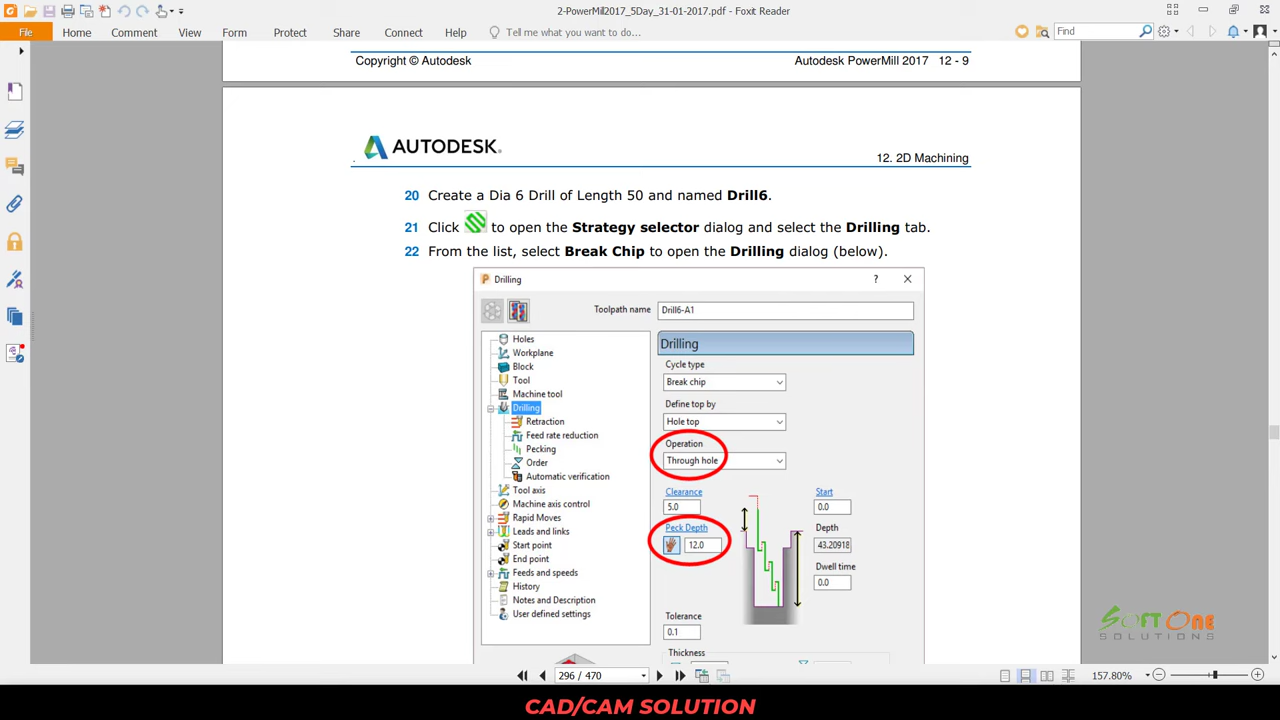 2-PowerMill2017_5Day_31-01-2017.pdf - Foxit Reader
File Home Comment View Form Protect Share Connect Help Tell me what you want to do... Find
Copyright © Autodesk Autodesk PowerMill 2017 12 - 9
AUTODESK. 12. 2D Machining
20 Create a Dia 6 Drill of Length 50 and named Drill6.
21 Click to open the Strategy selector dialog and select the Drilling tab.
22 From the list, select Break Chip to open the Drilling dialog (below).
Drilling
Toolpath name Drill6-A1
Holes
Workplane
Block
Tool
Machine tool
Drilling
Retraction
Feed rate reduction
Pecking
Order
Automatic verification
Tool axis
Machine axis control
Rapid Moves
Leads and links
Start point
End point
Feeds and speeds
History
Notes and Description
User defined settings
Drilling
Cycle type
Break chip
Define top by
Hole top
Operation
Through hole
Clearance Start
5.0 0.0
Peck Depth Depth
12.0 43.20918
Dwell time
0.0
Tolerance
0.1
Thickness
SOFT ONE
SOLUTIONS
296 / 470 157.80%
CAD/CAM SOLUTION